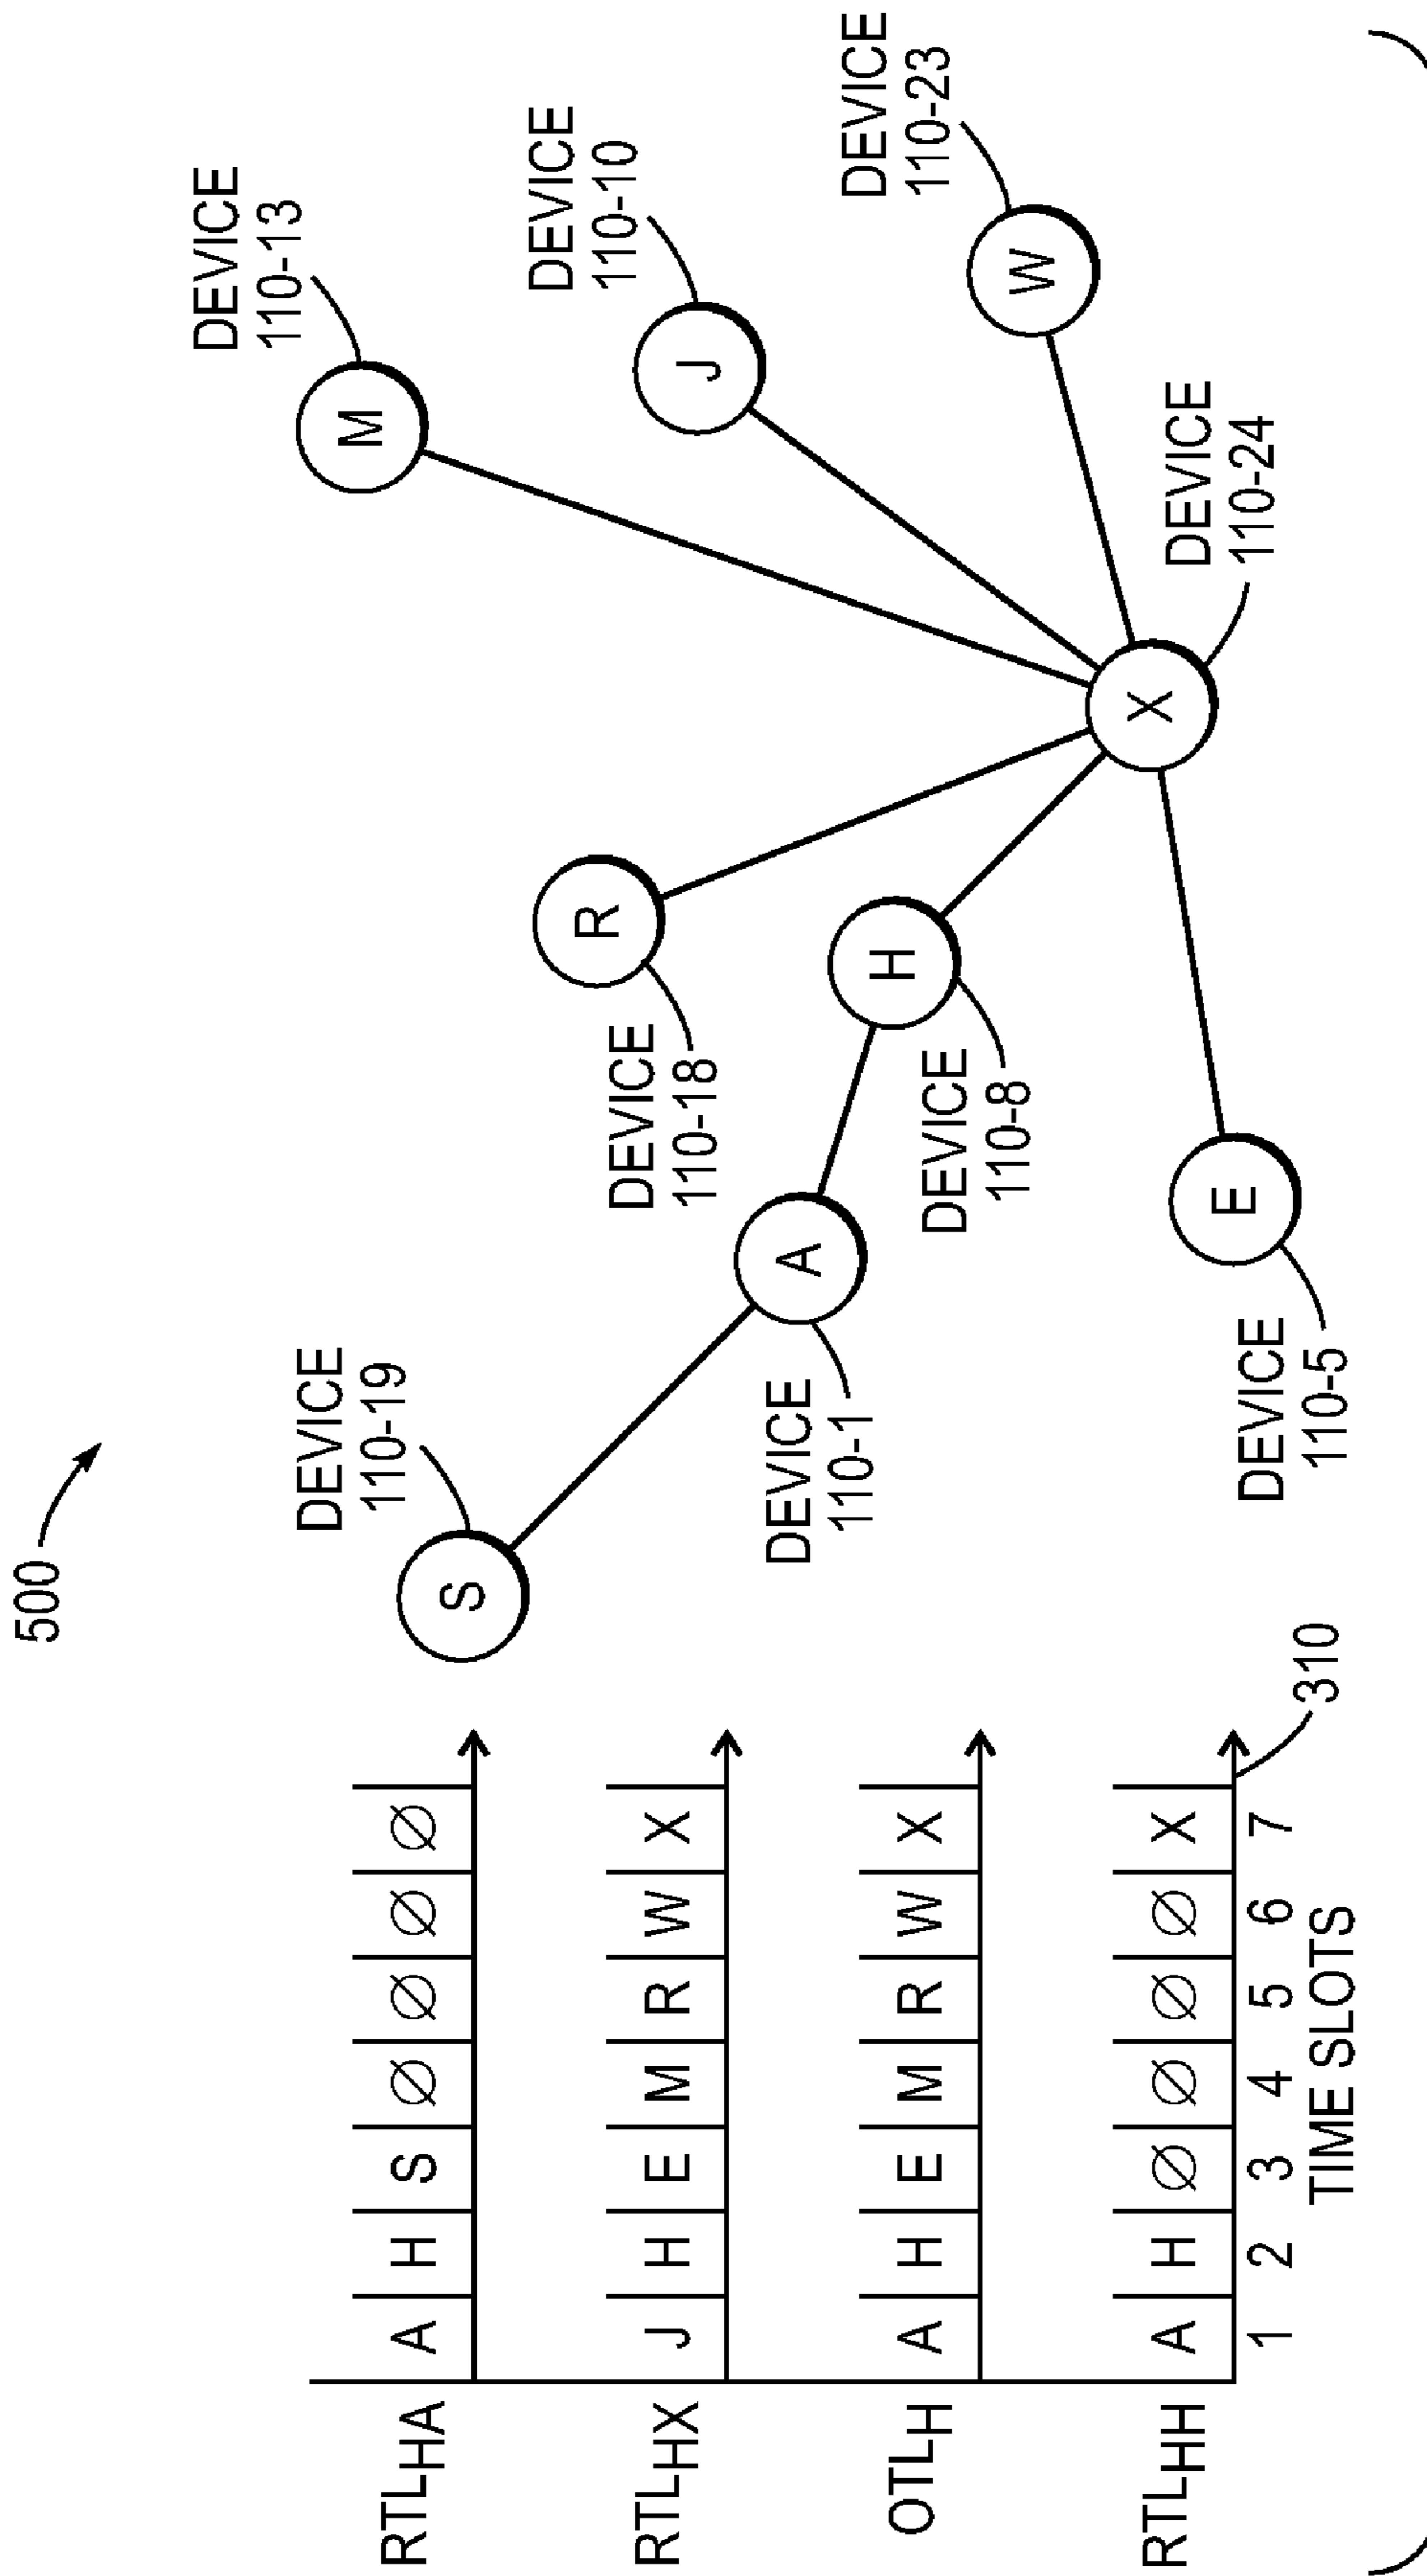 500
RTLHA
A H S ∅ ∅ ∅ ∅
RTLHX
J H E M R W X
OTLH
A H E M R W X
RTLHH
A H ∅ ∅ ∅ ∅ X
1 2 3 4 5 6 7
TIME SLOTS
310
DEVICE
110-19
S
DEVICE
110-1
A
DEVICE
110-5
E
DEVICE
110-18
R
DEVICE
110-8
H
DEVICE
110-13
M
DEVICE
110-10
J
DEVICE
110-23
W
DEVICE
110-24
X